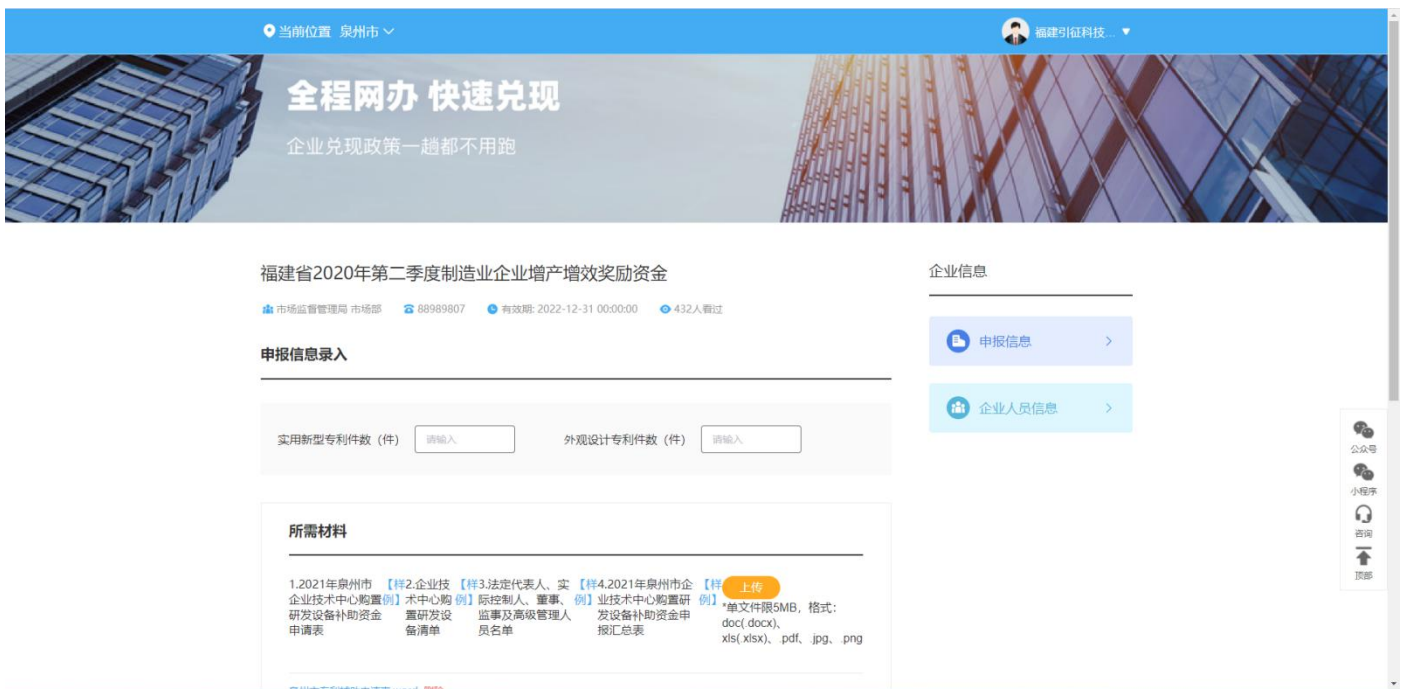 当前位置 泉州市
福建引征科技...
全程网办 快速兑现
企业兑现政策一趟都不用跑
福建省2020年第二季度制造业企业增产增效奖励资金
市场监督管理局 市场部 88989807 有效期: 2022-12-31 00:00:00 432人看过
申报信息录入
实用新型专利件数（件） 请输入 外观设计专利件数（件） 请输入
企业信息
申报信息
企业人员信息
公众号
小程序
咨询
顶部
所需材料
1.2021年泉州市
企业技术中心购置
研发设备补助资金
申请表
【样
例】
2.企业技
术中心购
置研发设
备清单
【样
例】
3.法定代表人、实
际控制人、董事、
监事及高级管理人
员名单
【样
例】
4.2021年泉州市企
业技术中心购置研
发设备补助资金申
报汇总表
【样
例】
上传
*单文件限5MB，格式：
doc(.docx)、
xls(.xlsx)、.pdf、.jpg、.png